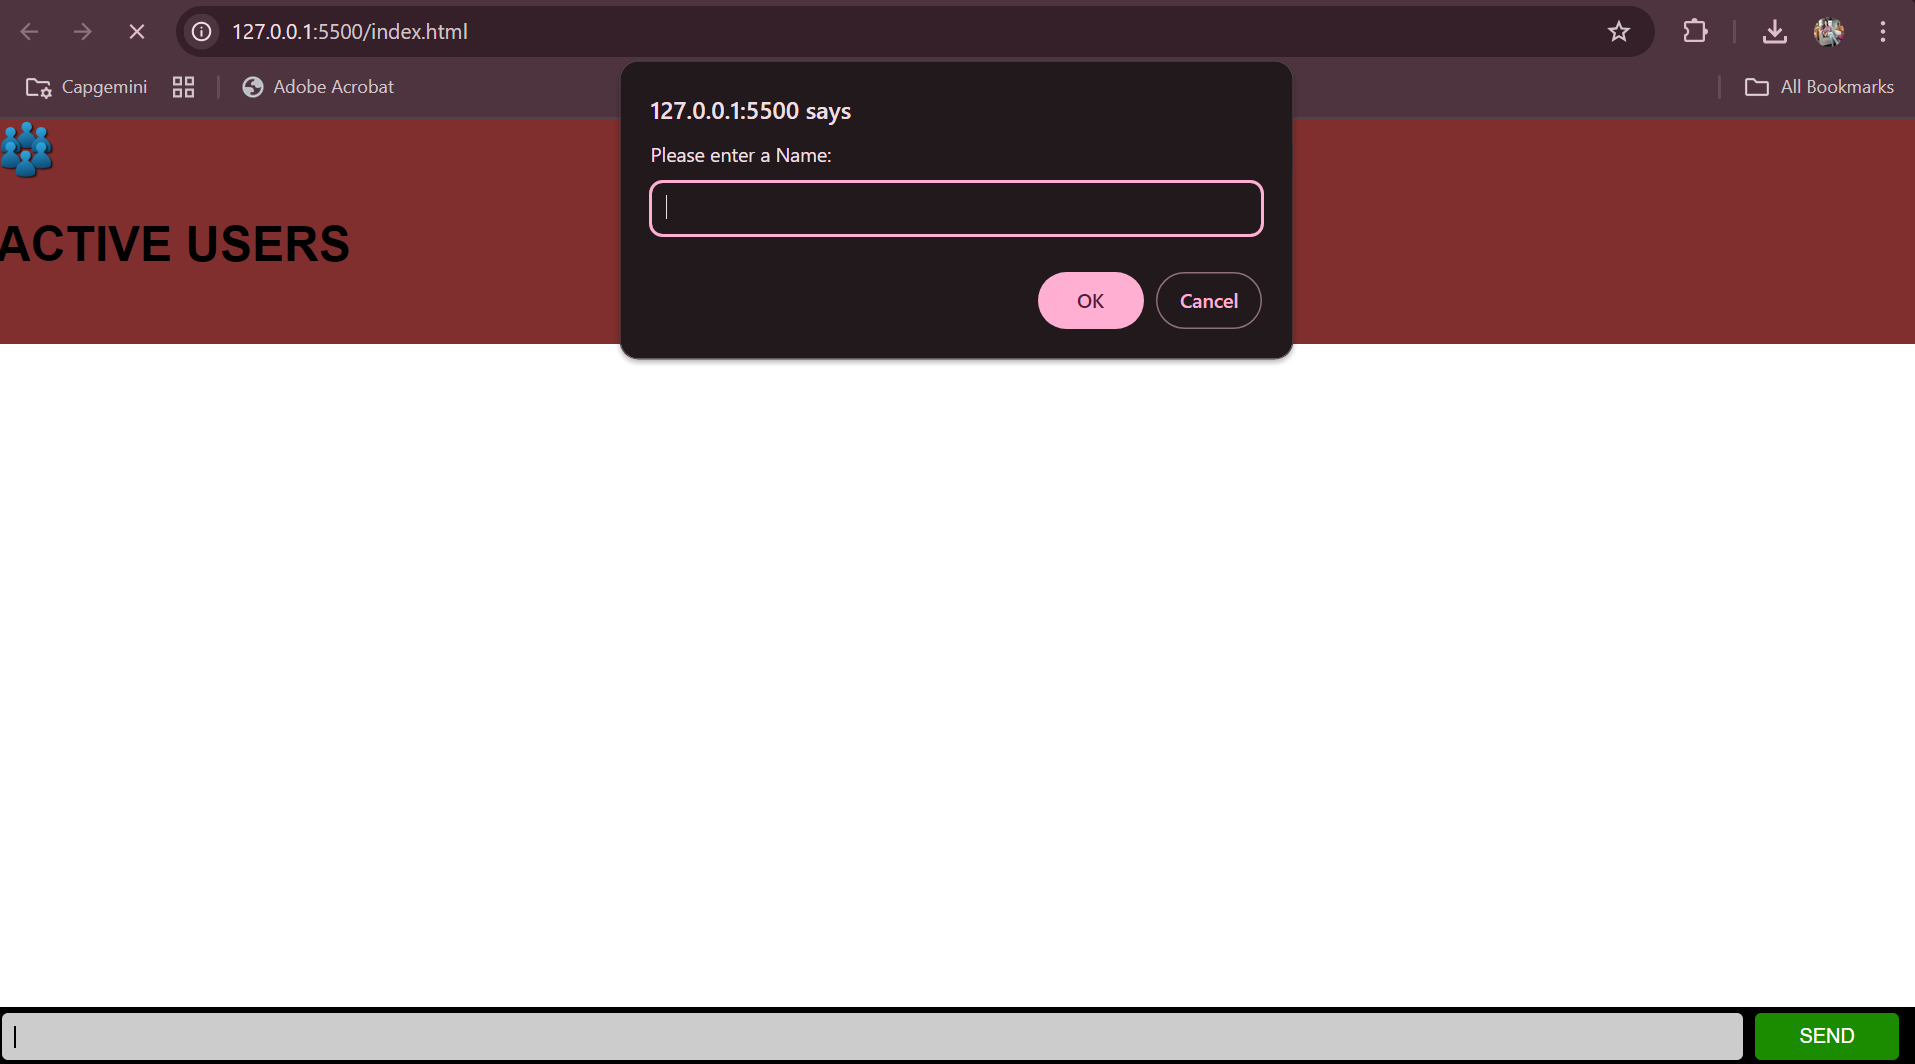 127.0.0.1:5500/index.html
Capgemini
Adobe Acrobat
All Bookmarks
127.0.0.1:5500 says
Please enter a Name:
OK
Cancel
ACTIVE USERS
SEND